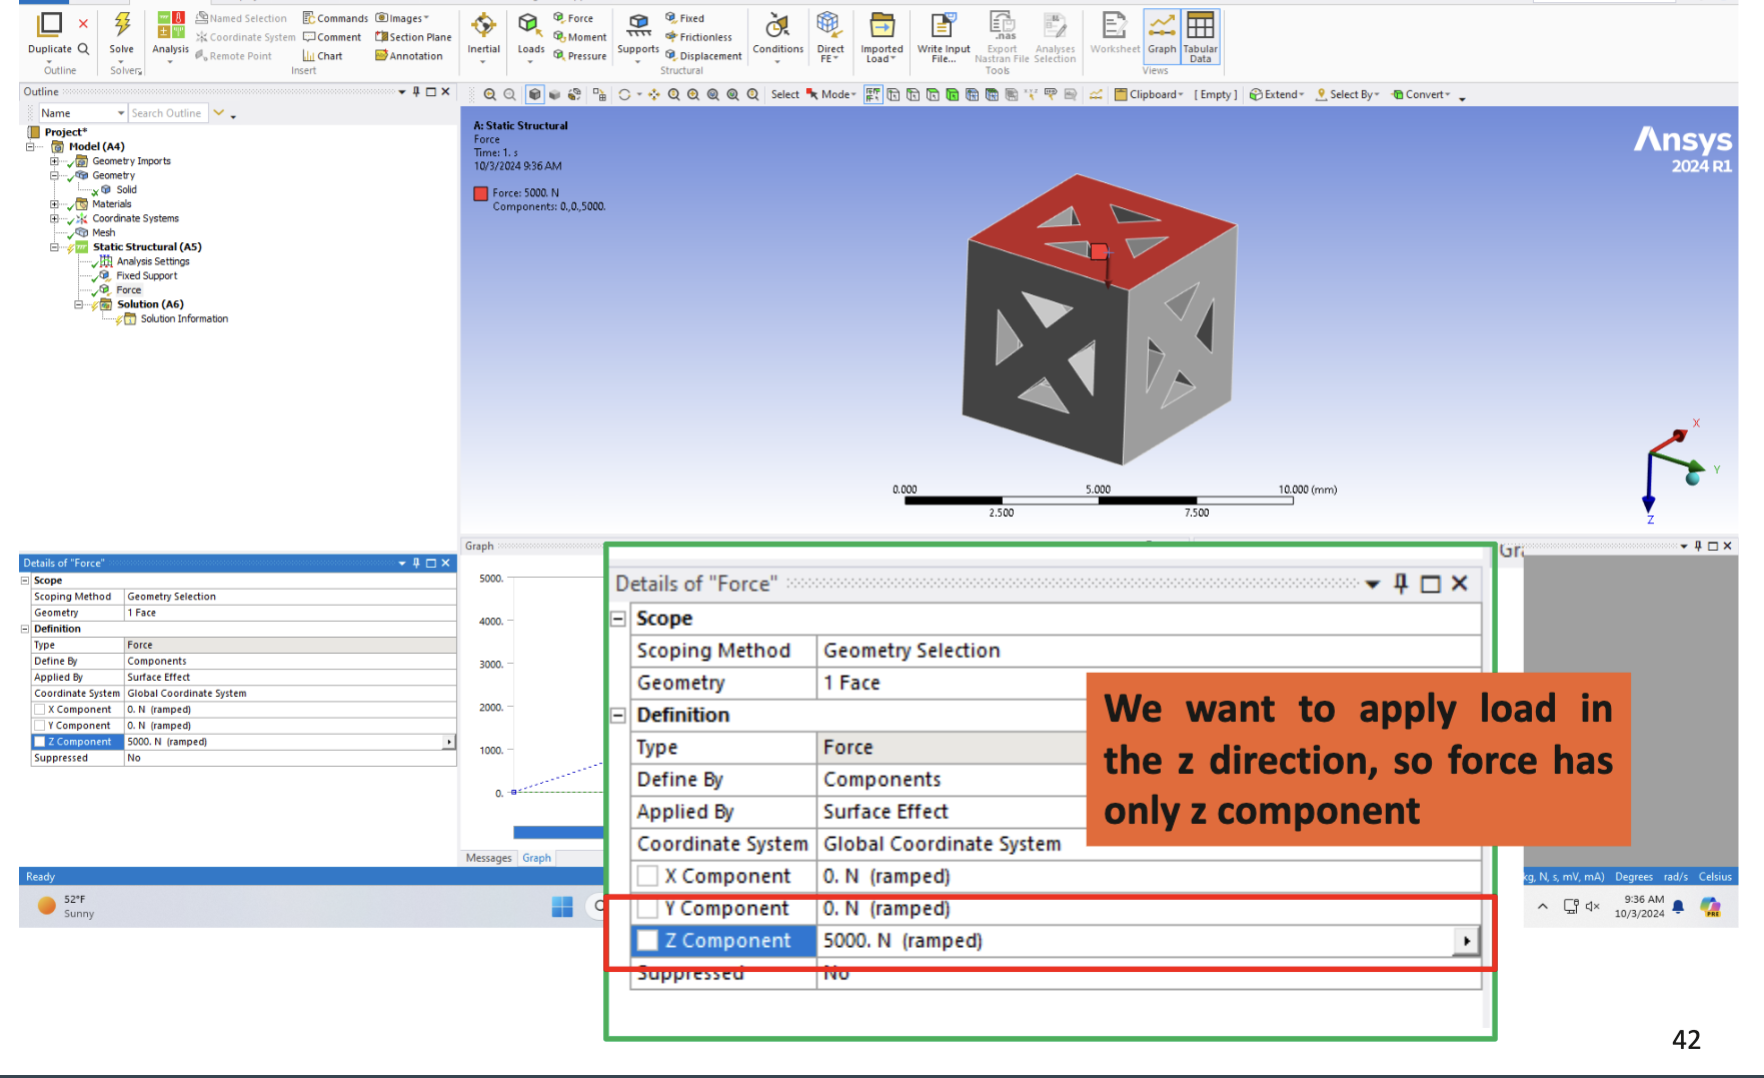 Duplicate
Outline
Solve
Solver
Analysis
Named Selection
Coordinate System
Remote Point
Commands
Comment
Chart
Images
Section Plane
Annotation
Insert
Inertial
Loads
Force
Moment
Pressure
Supports
Fixed
Frictionless
Displacement
Structural
Conditions
Direct
FE
Imported
Load
Write Input
File...
.nas
Export
Nastran File
Analyses
Selection
Tools
Worksheet
Graph
Tabular
Data
Views
Outline
Name
Search Outline
Select Mode
Clipboard [ Empty ] Extend Select By Convert
Project*
Model (A4)
Geometry Imports
Geometry
Solid
Materials
Coordinate Systems
Mesh
Static Structural (A5)
Analysis Settings
Fixed Support
Force
Solution (A6)
Solution Information
A: Static Structural
Force
Time: 1. s
10/3/2024 9:36 AM
Force: 5000. N
Components: 0.,0.,5000.
Ansys
2024 R1
X
Y
Z
0.000 5.000 10.000 (mm)
2.500 7.500
Details of "Force"
Scope
Scoping Method Geometry Selection
Geometry 1 Face
Definition
Type Force
Define By Components
Applied By Surface Effect
Coordinate System Global Coordinate System
X Component 0. N (ramped)
Y Component 0. N (ramped)
Z Component 5000. N (ramped)
Suppressed No
Graph
5000.
4000.
3000.
2000.
1000.
0.
Messages Graph
Details of "Force"
Scope
Scoping Method Geometry Selection
Geometry 1 Face
Definition
Type Force
Define By Components
Applied By Surface Effect
Coordinate System Global Coordinate System
X Component 0. N (ramped)
Y Component 0. N (ramped)
Z Component 5000. N (ramped)
Suppressed No
We want to apply load in
the z direction, so force has
only z component
Ready
kg, N, s, mV, mA) Degrees rad/s Celsius
52°F
Sunny
9:36 AM
10/3/2024
PRE
42